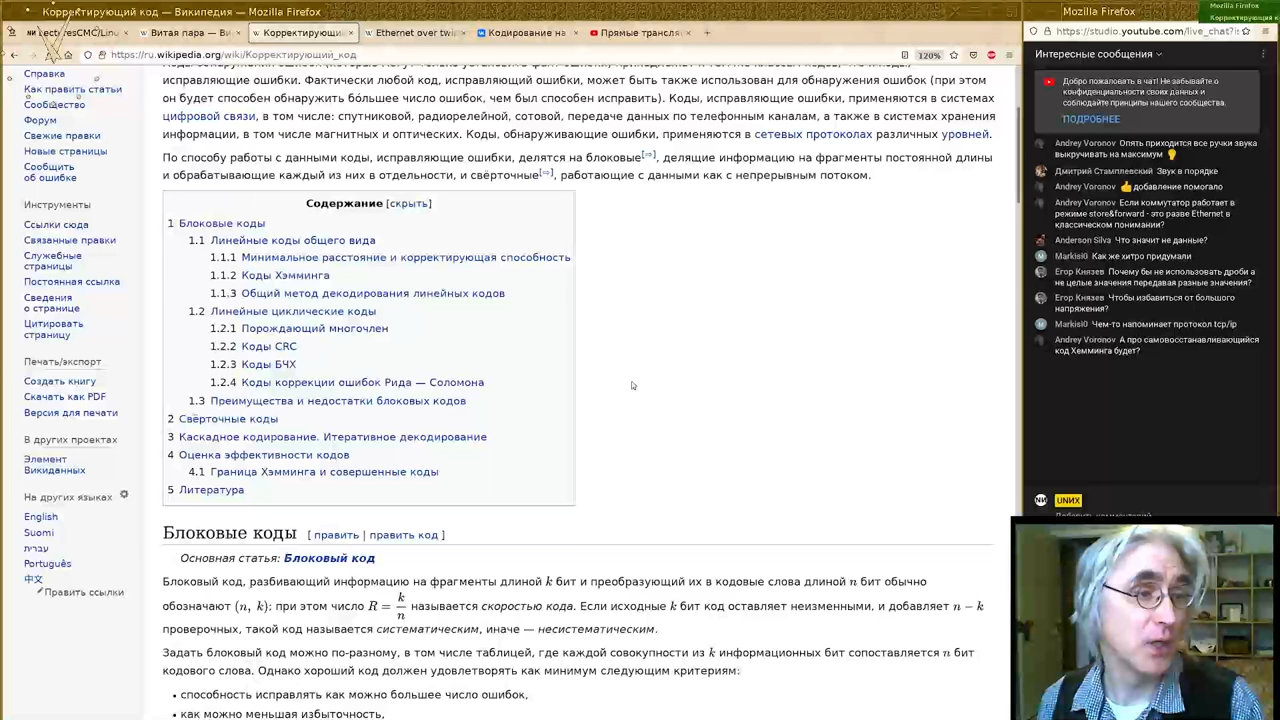 Корректирующий код — Википедия — Mozilla Firefox
LecturesCMC/Linu
Витая пара — Ви
Корректирующи
Ethernet over twi
Кодирование на
Прямые трансля
https://ru.wikipedia.org/wiki/Корректирующий_код
120%
Справка
Как править статьи
Сообщество
Форум
Свежие правки
Новые страницы
Сообщить
об ошибке
Инструменты
Ссылки сюда
Связанные правки
Служебные
страницы
Постоянная ссылка
Сведения
о странице
Цитировать
страницу
Печать/экспорт
Создать книгу
Скачать как PDF
Версия для печати
В других проектах
Элемент
Викиданных
На других языках
English
Suomi
עברית
Português
中文
Править ссылки
исправляющие ошибки. Фактически любой код, исправляющий ошибки, может быть также использован для обнаружения ошибок (при этом
он будет способен обнаружить бо́льшее число ошибок, чем был способен исправить). Коды, исправляющие ошибки, применяются в системах
цифровой связи, в том числе: спутниковой, радиорелейной, сотовой, передаче данных по телефонным каналам, а также в системах хранения
информации, в том числе магнитных и оптических. Коды, обнаруживающие ошибки, применяются в сетевых протоколах различных уровней.
По способу работы с данными коды, исправляющие ошибки, делятся на блоковые[⇨], делящие информацию на фрагменты постоянной длины
и обрабатывающие каждый из них в отдельности, и свёрточные[⇨], работающие с данными как с непрерывным потоком.
Содержание [скрыть]
1 Блоковые коды
1.1 Линейные коды общего вида
1.1.1 Минимальное расстояние и корректирующая способность
1.1.2 Коды Хэмминга
1.1.3 Общий метод декодирования линейных кодов
1.2 Линейные циклические коды
1.2.1 Порождающий многочлен
1.2.2 Коды CRC
1.2.3 Коды БЧХ
1.2.4 Коды коррекции ошибок Рида — Соломона
1.3 Преимущества и недостатки блоковых кодов
2 Свёрточные коды
3 Каскадное кодирование. Итеративное декодирование
4 Оценка эффективности кодов
4.1 Граница Хэмминга и совершенные коды
5 Литература
Блоковые коды [ править | править код ]
Основная статья: Блоковый код
Блоковый код, разбивающий информацию на фрагменты длиной k бит и преобразующий их в кодовые слова длиной n бит обычно
обозначают (n, k); при этом число R = k/n называется скоростью кода. Если исходные k бит код оставляет неизменными, и добавляет n − k
проверочных, такой код называется систематическим, иначе — несистематическим.
Задать блоковый код можно по-разному, в том числе таблицей, где каждой совокупности из k информационных бит сопоставляется n бит
кодового слова. Однако хороший код должен удовлетворять как минимум следующим критериям:
• способность исправлять как можно большее число ошибок,
• как можно меньшая избыточность,
Mozilla Firefox
Mozilla Firefox
Корректирующий к
https://studio.youtube.com/live_chat?is
Интересные сообщения
Добро пожаловать в чат! Не забывайте о
конфиденциальности своих данных и
соблюдайте принципы нашего сообщества.
ПОДРОБНЕЕ
Andrey Voronov Опять приходится все ручки звука
выкручивать на максимум
Дмитрий Стамплевский Звук в порядке
Andrey Voronov 👍добавление помогало
Andrey Voronov Если коммутатор работает в
режиме store&forward - это разве Ethernet в
классическом понимании?
Anderson Silva Что значит не данные?
MarkisI0 Как же хитро придумали
Егор Князев Почему бы не использовать дроби а
не целые значения передавая разные значения?
Егор Князев Чтобы избавиться от большого
напряжения?
MarkisI0 Чем-то напоминает протокол tcp/ip
Andrey Voronov А про самовосстанавливающийся
код Хемминга будет?
UNИX